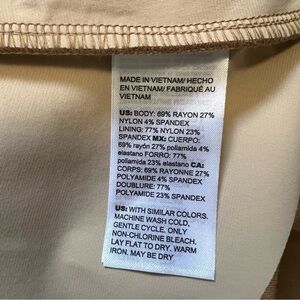 MADE IN VIETNAM/ HECHO
EN VIETNAM/ FABRIQUÉ AU
VIETNAM
US: BODY: 69% RAYON 27%
NYLON 4% SPANDEX
LINING: 77% NYLON 23%
SPANDEX MX: CUERPO:
69% rayón 27% poliamida 4%
elastano FORRO: 77%
poliamida 23% elastano CA:
CORPS: 69% RAYONNE 27%
POLYAMIDE 4% SPANDEX
DOUBLURE: 77%
POLYAMIDE 23% SPANDEX
US: WITH SIMILAR COLORS.
MACHINE WASH COLD,
GENTLE CYCLE. ONLY
NON-CHLORINE BLEACH.
LAY FLAT TO DRY. WARM
IRON. MAY BE DRY